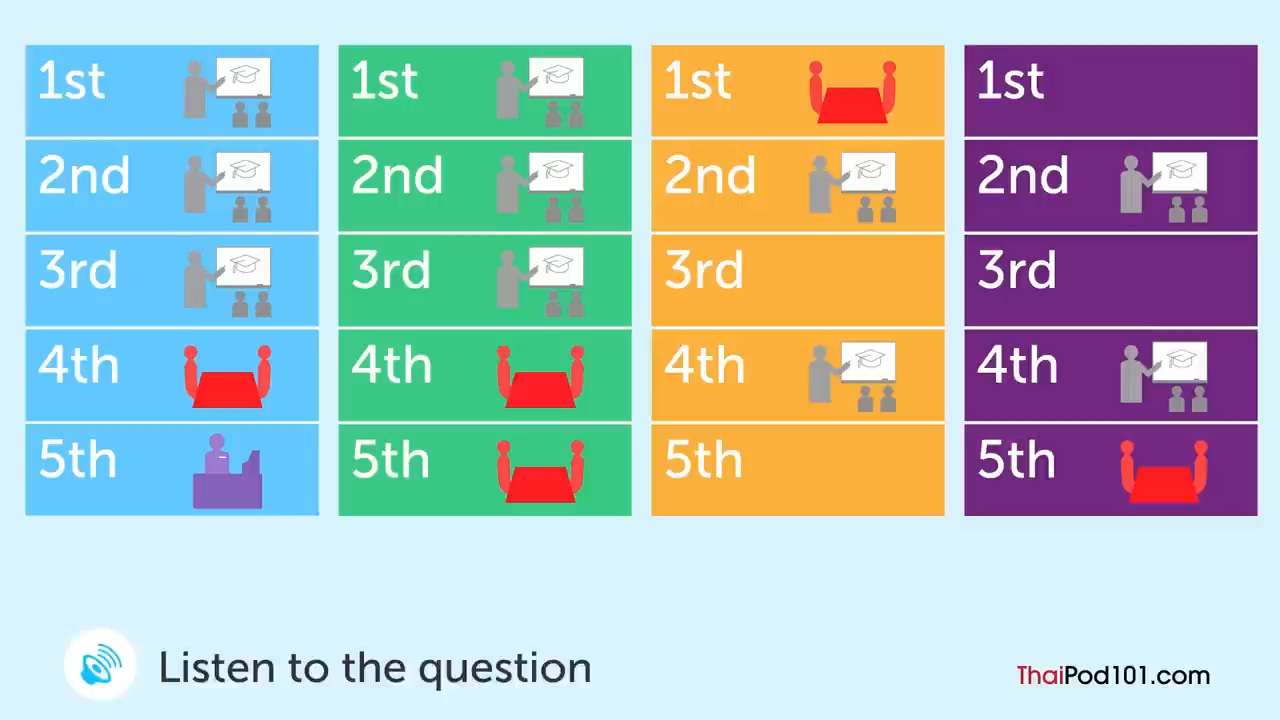 1st
2nd
3rd
4th
5th
1st
2nd
3rd
4th
5th
1st
2nd
3rd
4th
5th
1st
2nd
3rd
4th
5th
Listen to the question
ThaiPod101.com